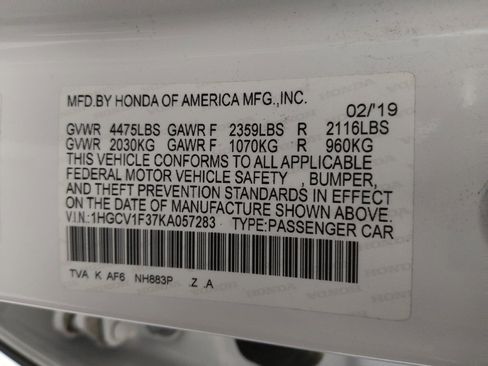 MFD.BY HONDA OF AMERICA MFG.,INC.
02/'19
GVWR 4475LBS GAWR F 2359LBS R 2116LBS
GVWR 2030KG GAWR F 1070KG R 960KG
THIS VEHICLE CONFORMS TO ALL APPLICABLE
FEDERAL MOTOR VEHICLE SAFETY , BUMPER,
AND THEFT PREVENTION STANDARDS IN EFFECT
ON THE DATE OF MANUFACTURE SHOWN ABOVE.
V.I.N.:1HGCV1F37KA057283 TYPE:PASSENGER CAR
TVA K AF6 NH883P .Z .A